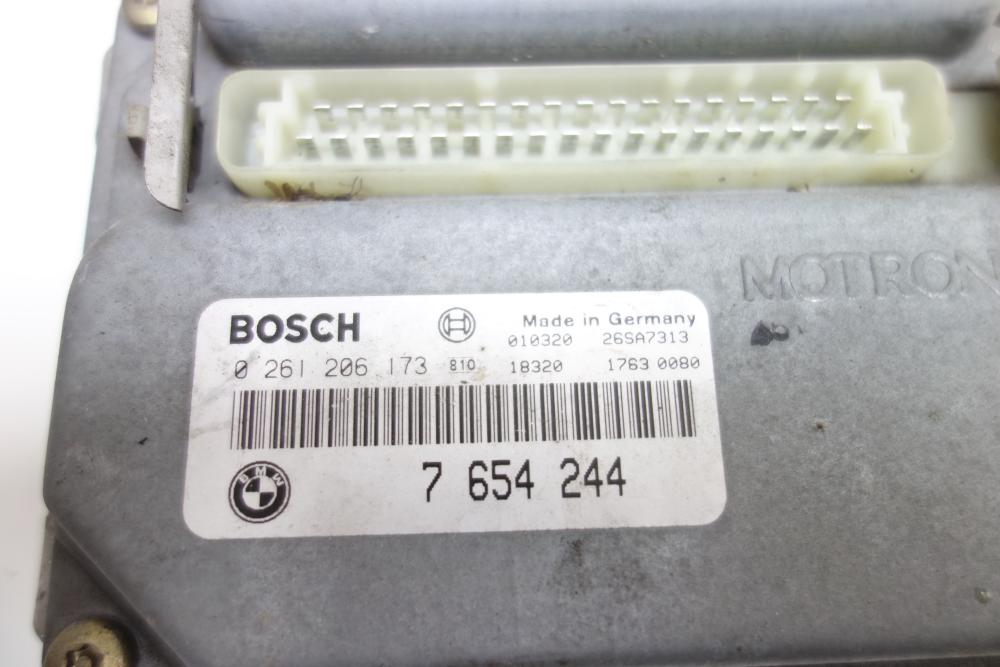 MOTRON
BOSCH Made in Germany
010320 26SA7313
0 261 206 173 810 18320 1763 0080
BMW 7 654 244